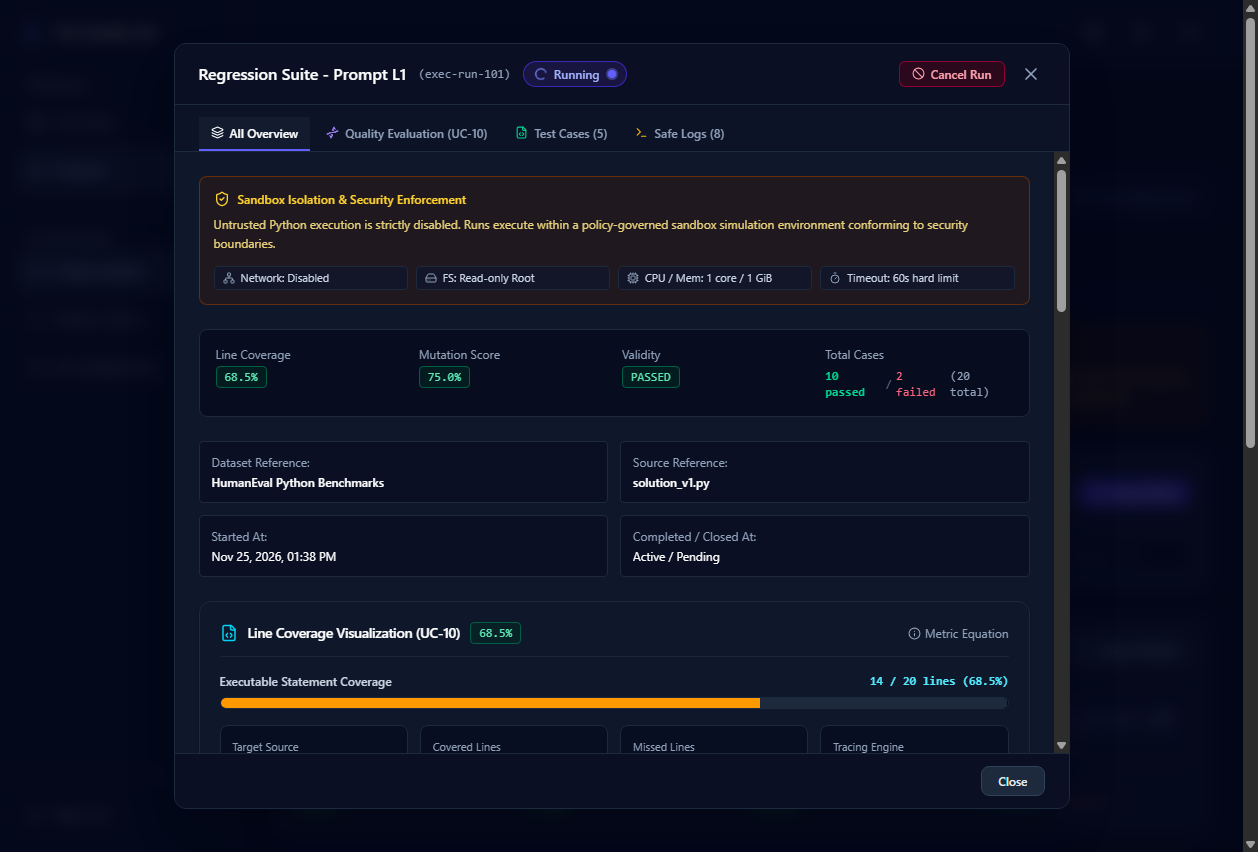 Regression Suite - Prompt L1 (exec-run-101) Running Cancel Run
All Overview Quality Evaluation (UC-10) Test Cases (5) Safe Logs (8)
Sandbox Isolation & Security Enforcement
Untrusted Python execution is strictly disabled. Runs execute within a policy-governed sandbox simulation environment conforming to security
boundaries.
Network: Disabled FS: Read-only Root CPU / Mem: 1 core / 1 GiB Timeout: 60s hard limit
Line Coverage Mutation Score Validity Total Cases
68.5% 75.0% PASSED 10 passed / 2 failed (20 total)
Dataset Reference: Source Reference:
HumanEval Python Benchmarks solution_v1.py
Started At: Completed / Closed At:
Nov 25, 2026, 01:38 PM Active / Pending
Line Coverage Visualization (UC-10) 68.5% Metric Equation
Executable Statement Coverage 14 / 20 lines (68.5%)
Target Source Covered Lines Missed Lines Tracing Engine
Close